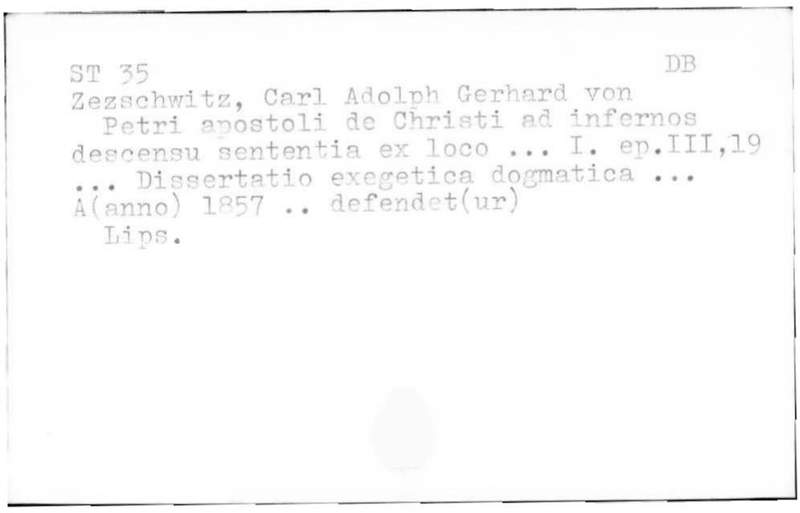 ST 35 DB
Zezschwitz, Carl Adolph Gerhard von
Petri apostoli de Christi ad infernos
descensu sententia ex loco ... I. ep.III,19
... Dissertatio exegetica dogmatica ...
A(anno) 1857 .. defendet(ur)
Lips.